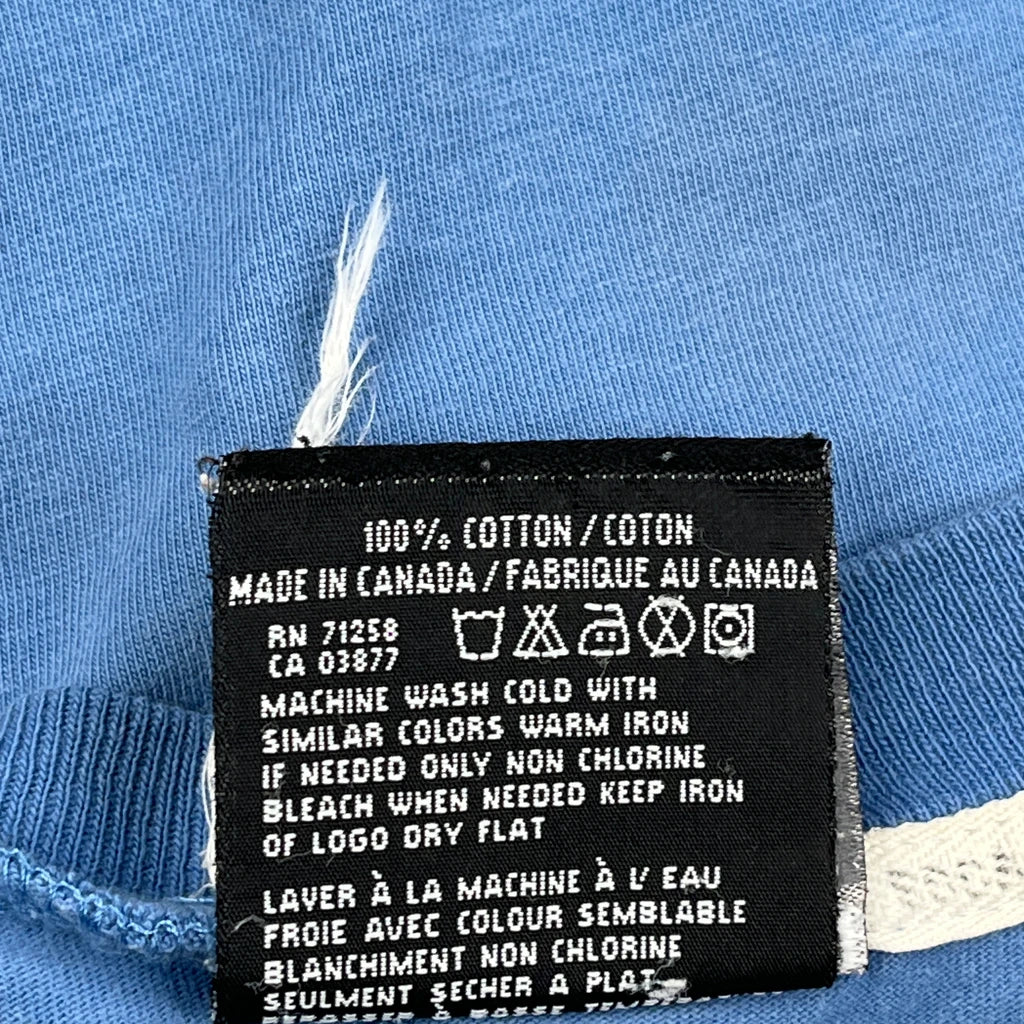 100% COTTON / COTON
MADE IN CANADA / FABRIQUE AU CANADA
RN 71258
CA 03877
MACHINE WASH COLD WITH
SIMILAR COLORS WARM IRON
IF NEEDED ONLY NON CHLORINE
BLEACH WHEN NEEDED KEEP IRON
OF LOGO DRY FLAT
LAVER À LA MACHINE À L' EAU
FROIE AVEC COLOUR SEMBLABLE
BLANCHIMENT NON CHLORINE
SEULMENT SECHER A PLAT